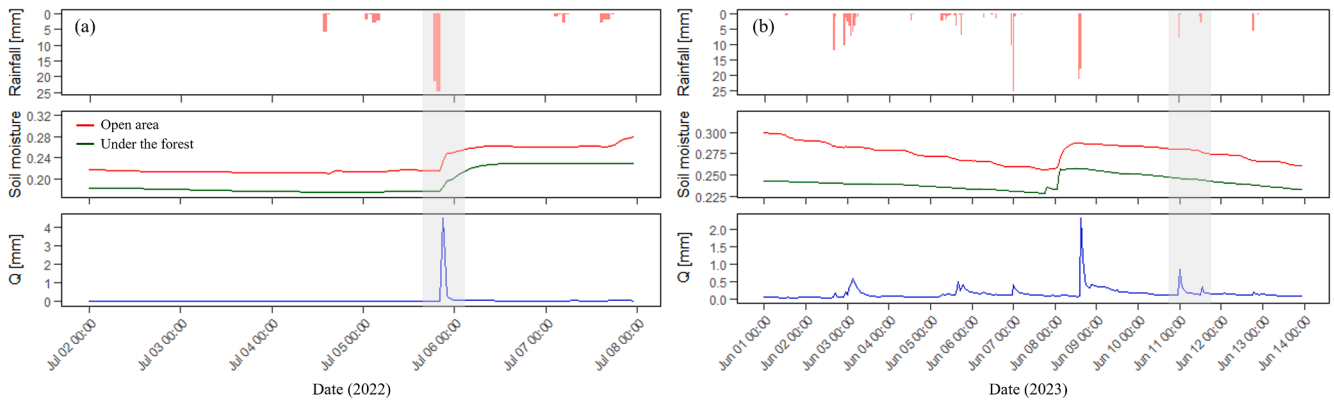 (a)
Rainfall [mm]
0
5
10
15
20
25
Soil moisture
0.32
0.28
0.24
0.20
Open area
Under the forest
Q [mm]
4
3
2
1
0
Jul 02 00:00
Jul 03 00:00
Jul 04 00:00
Jul 05 00:00
Jul 06 00:00
Jul 07 00:00
Jul 08 00:00
Date (2022)
(b)
Rainfall [mm]
0
5
10
15
20
25
Soil moisture
0.300
0.275
0.250
0.225
Q [mm]
2.0
1.5
1.0
0.5
0.0
Jun 01 00:00
Jun 02 00:00
Jun 03 00:00
Jun 04 00:00
Jun 05 00:00
Jun 06 00:00
Jun 07 00:00
Jun 08 00:00
Jun 09 00:00
Jun 10 00:00
Jun 11 00:00
Jun 12 00:00
Jun 13 00:00
Jun 14 00:00
Date (2023)